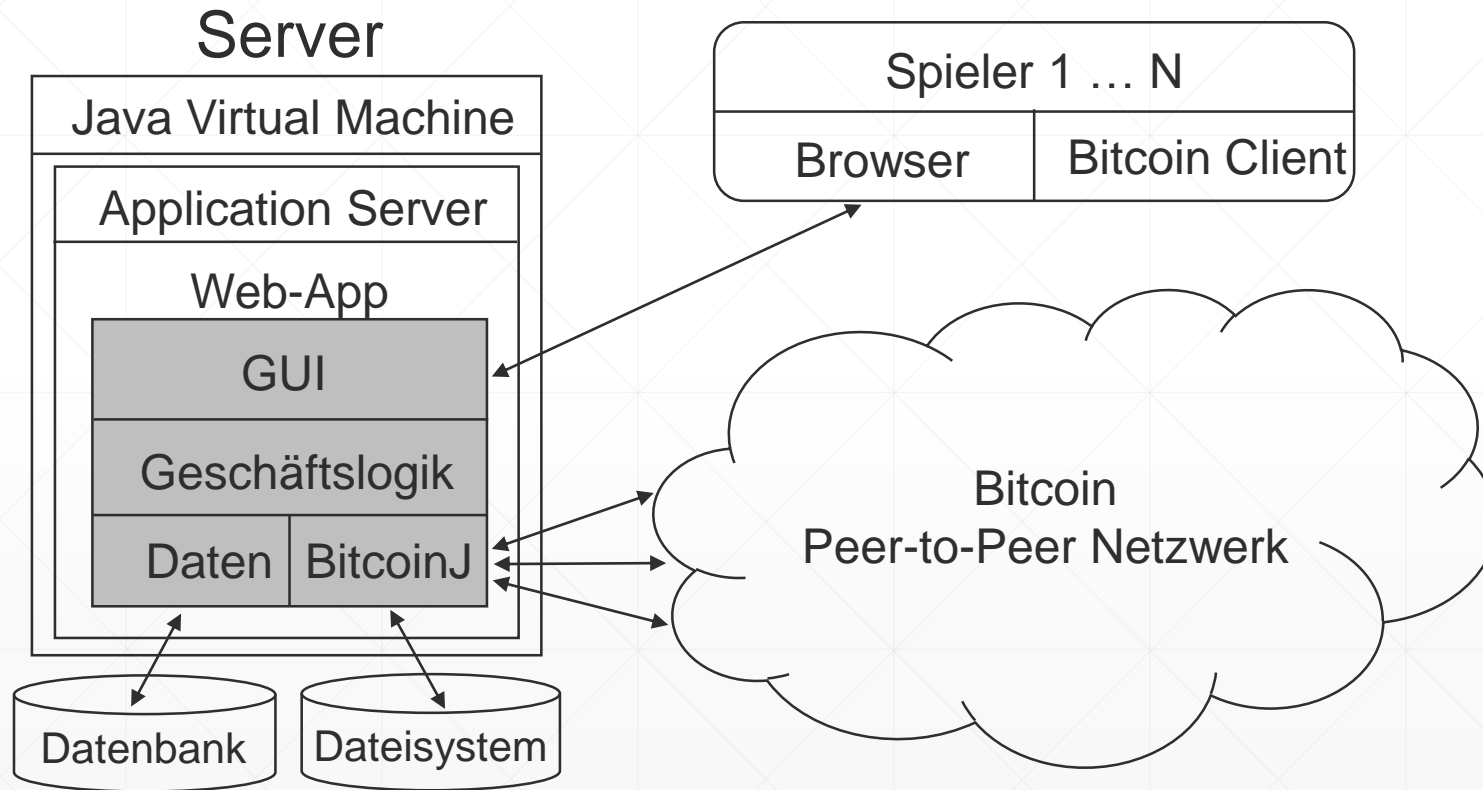 Server
Java Virtual Machine
Application Server
Web-App
GUI
Geschäftslogik
Daten
BitcoinJ
Datenbank
Dateisystem
Spieler 1 … N
Browser
Bitcoin Client
Bitcoin
Peer-to-Peer Netzwerk